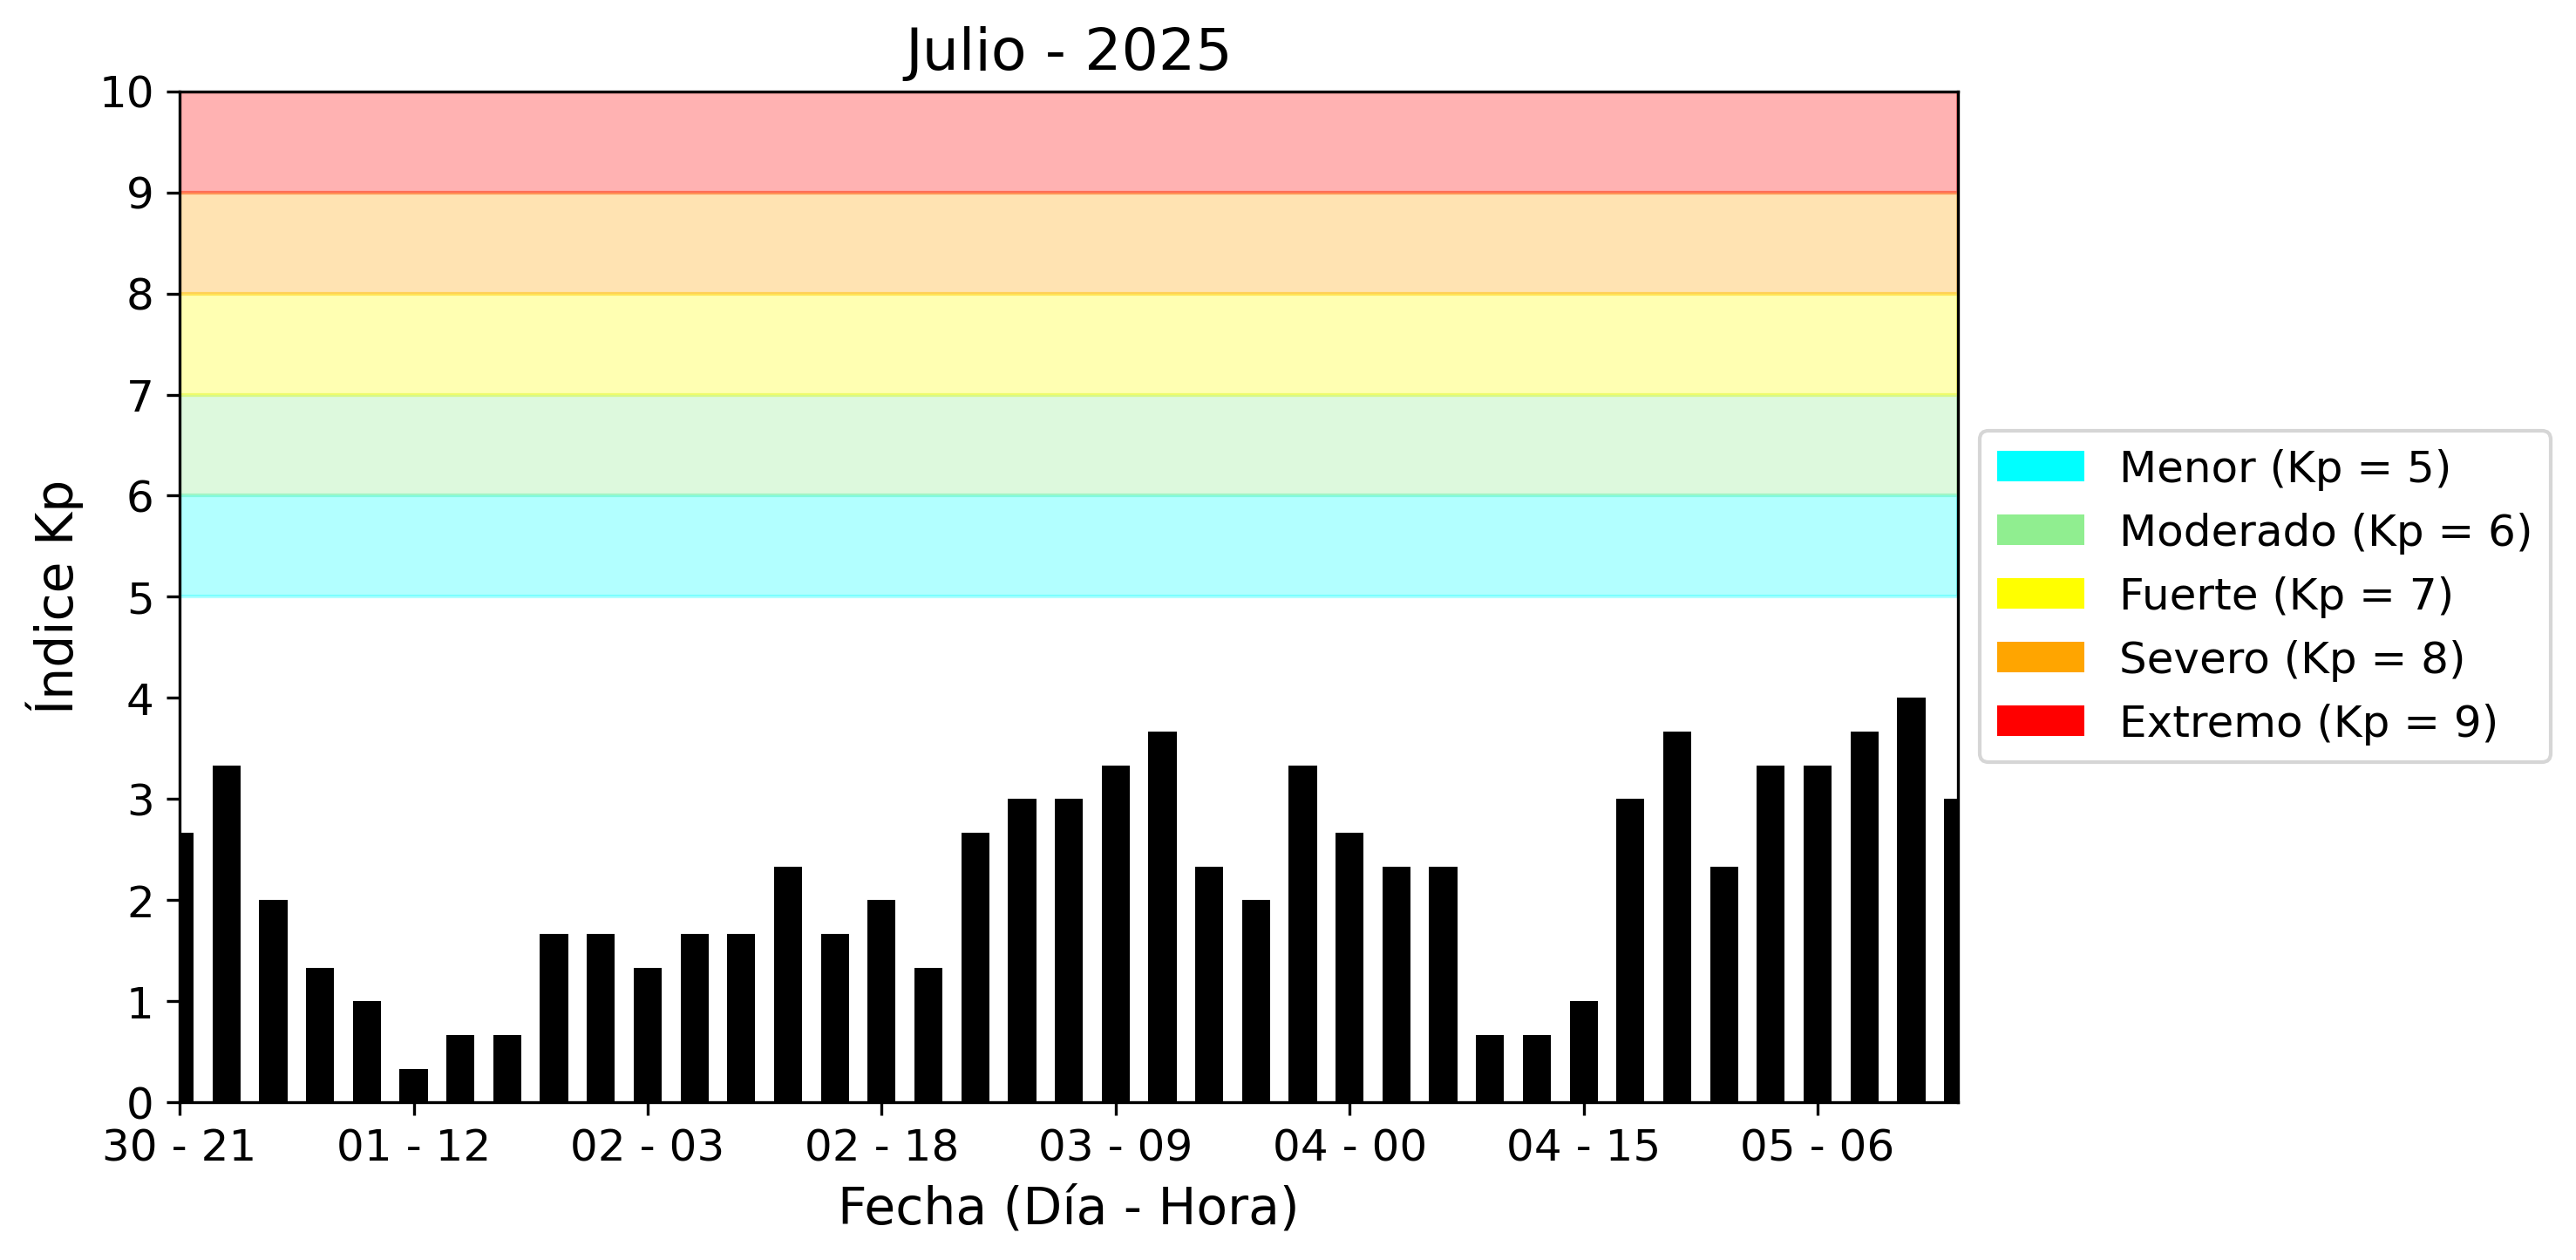 Julio - 2025
10
9
8
7
6
5
4
3
2
1
0
Índice Kp
30 - 21
01 - 12
02 - 03
02 - 18
03 - 09
04 - 00
04 - 15
05 - 06
Fecha (Día - Hora)
Menor (Kp = 5)
Moderado (Kp = 6)
Fuerte (Kp = 7)
Severo (Kp = 8)
Extremo (Kp = 9)